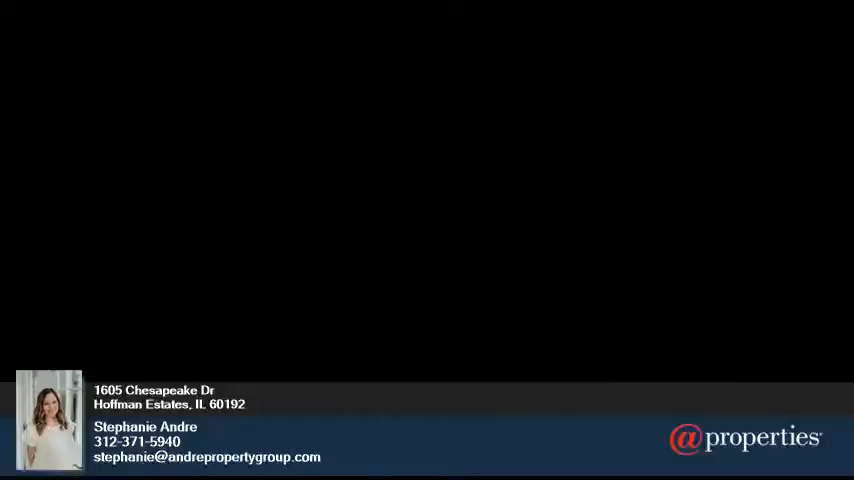 1605 Chesapeake Dr
Hoffman Estates, IL 60192
Stephanie Andre
312-371-5940
stephanie@andrepropertygroup.com
@properties